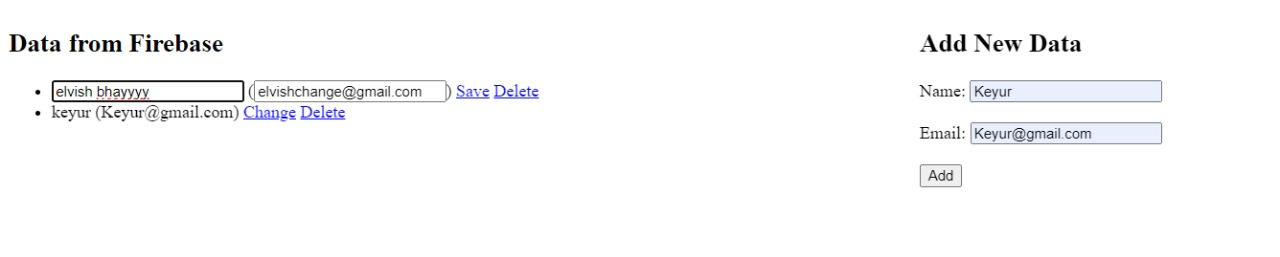 Data from Firebase
elvish bhayyyy (elvishchange@gmail.com) Save Delete
keyur (Keyur@gmail.com) Change Delete
Add New Data
Name: Keyur
Email: Keyur@gmail.com
Add